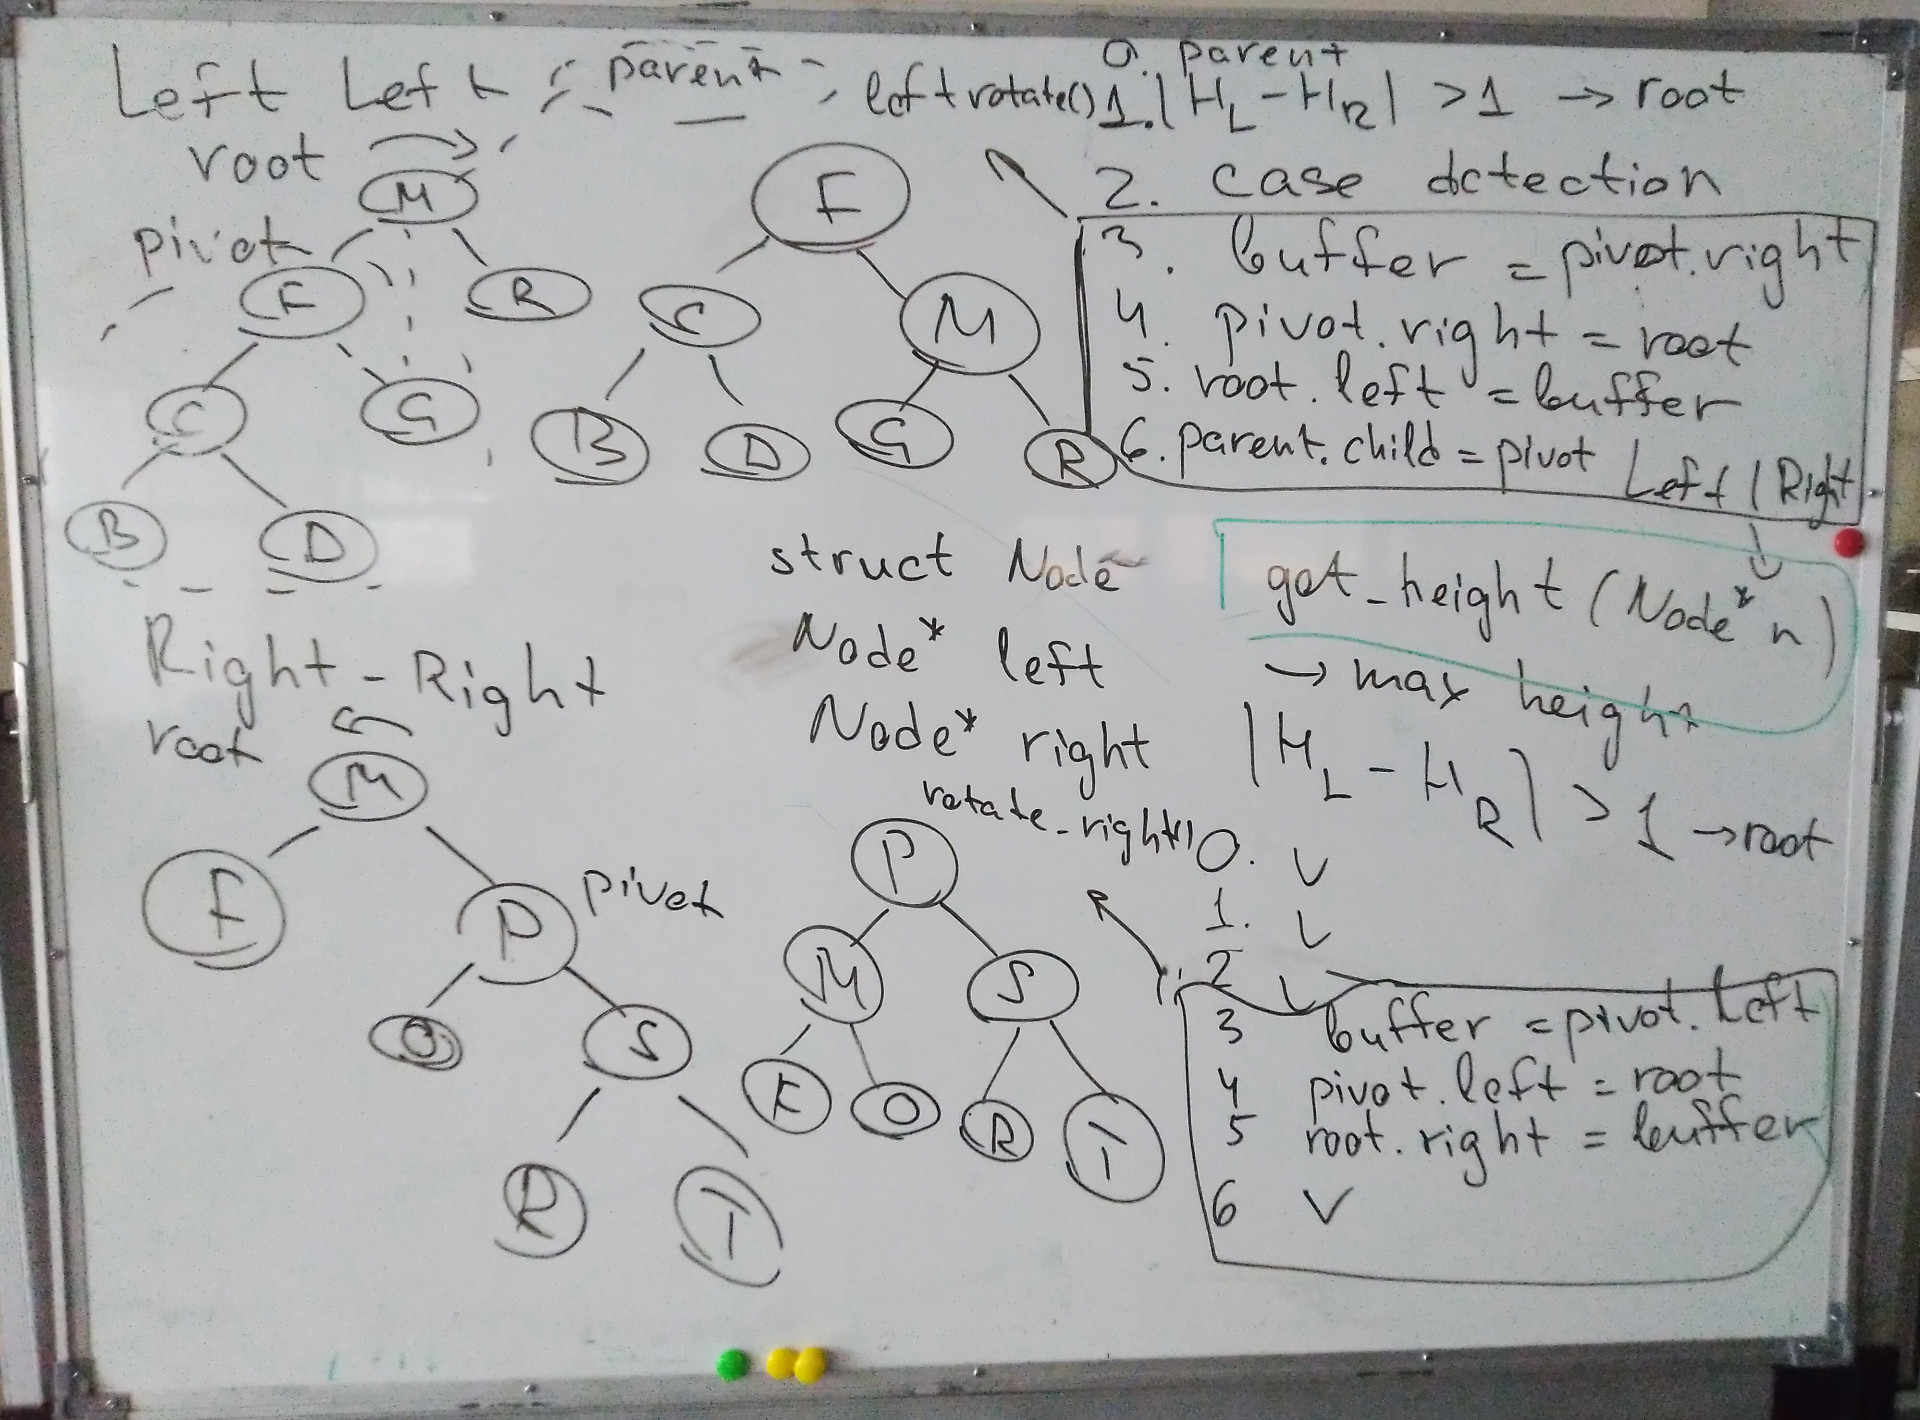 Left Left
parent
root
pivot
M
F
R
C
G
B
D
F
C
M
B
D
G
R
left rotate()
0. parent
1. |H_L - H_R| > 1 → root
2. case detection
3. buffer = pivot.right
4. pivot.right = root
5. root.left = buffer
6. parent.child = pivot
Left | Right
struct Node
Node* left
Node* right
get_height (Node* n)
→ max height
|H_L - H_R| > 1 → root
Right - Right
root
M
F
P
pivot
O
S
R
T
rotate_right()
P
M
S
F
O
R
T
0. V
1. V
2 V
3 buffer = pivot.left
4 pivot.left = root
5 root.right = buffer
6 V